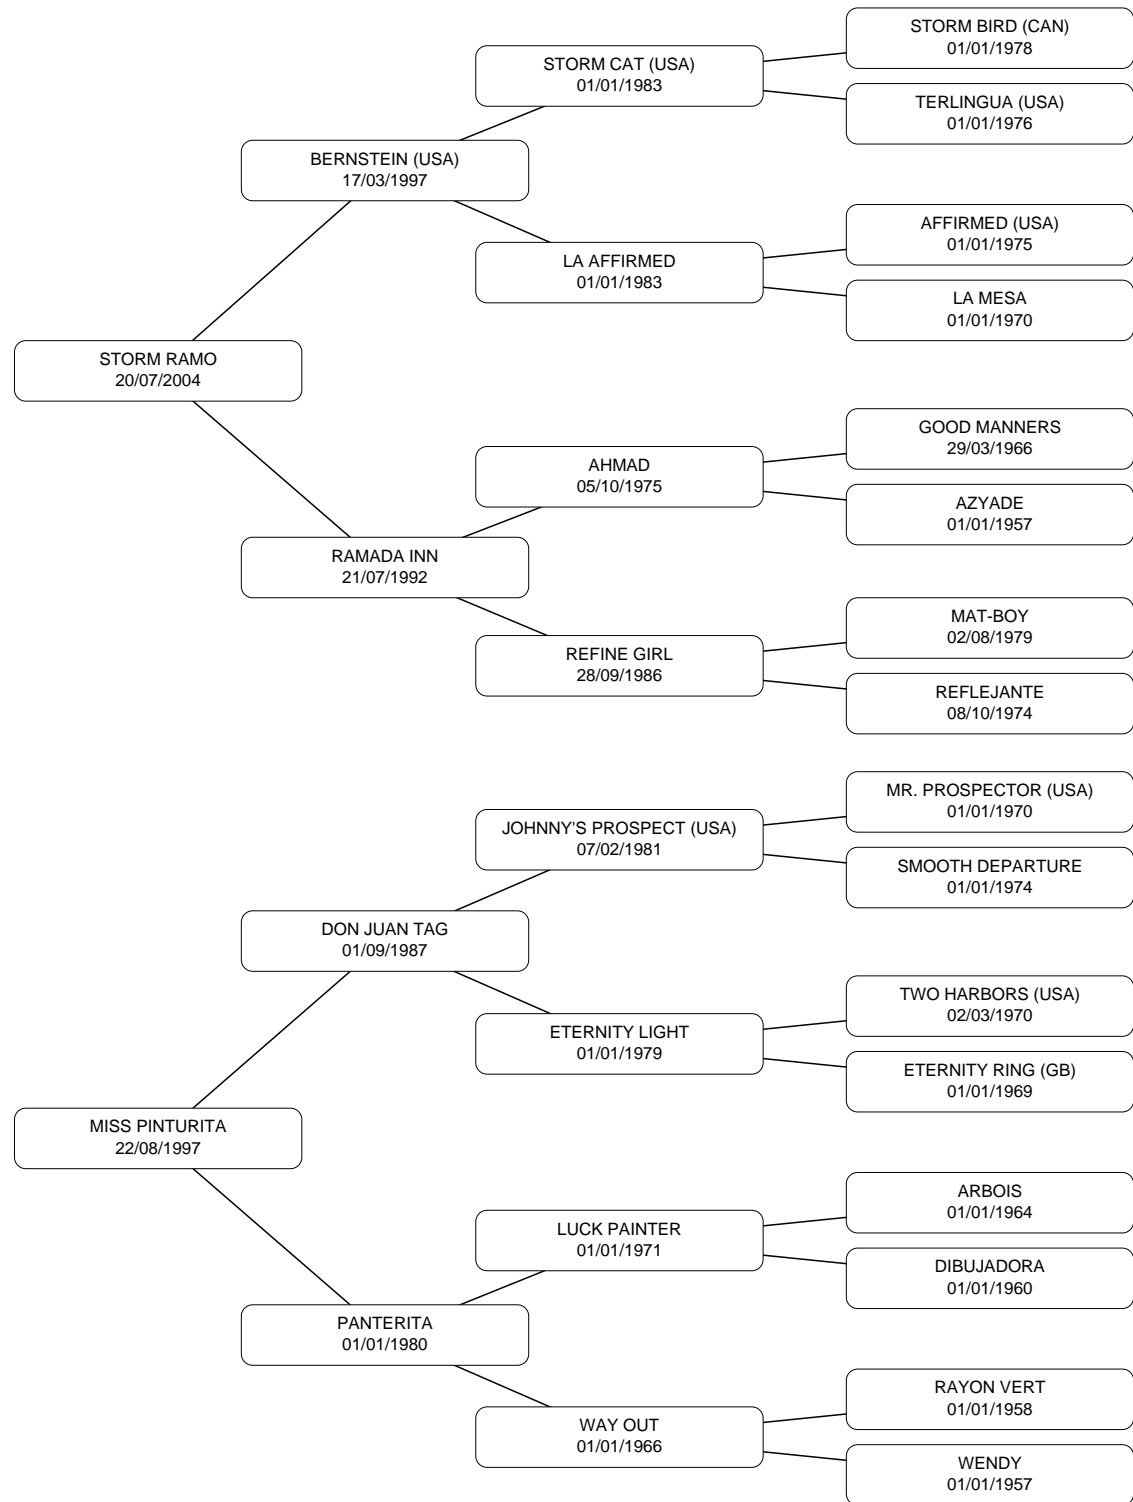 STORM BIRD (CAN)
01/01/1978
STORM CAT (USA)
01/01/1983
TERLINGUA (USA)
01/01/1976
BERNSTEIN (USA)
17/03/1997
AFFIRMED (USA)
01/01/1975
LA AFFIRMED
01/01/1983
LA MESA
01/01/1970
STORM RAMO
20/07/2004
GOOD MANNERS
29/03/1966
AHMAD
05/10/1975
AZYADE
01/01/1957
RAMADA INN
21/07/1992
MAT-BOY
02/08/1979
REFINE GIRL
28/09/1986
REFLEJANTE
08/10/1974
MR. PROSPECTOR (USA)
01/01/1970
JOHNNY'S PROSPECT (USA)
07/02/1981
SMOOTH DEPARTURE
01/01/1974
DON JUAN TAG
01/09/1987
TWO HARBORS (USA)
02/03/1970
ETERNITY LIGHT
01/01/1979
ETERNITY RING (GB)
01/01/1969
MISS PINTURITA
22/08/1997
ARBOIS
01/01/1964
LUCK PAINTER
01/01/1971
DIBUJADORA
01/01/1960
PANTERITA
01/01/1980
RAYON VERT
01/01/1958
WAY OUT
01/01/1966
WENDY
01/01/1957